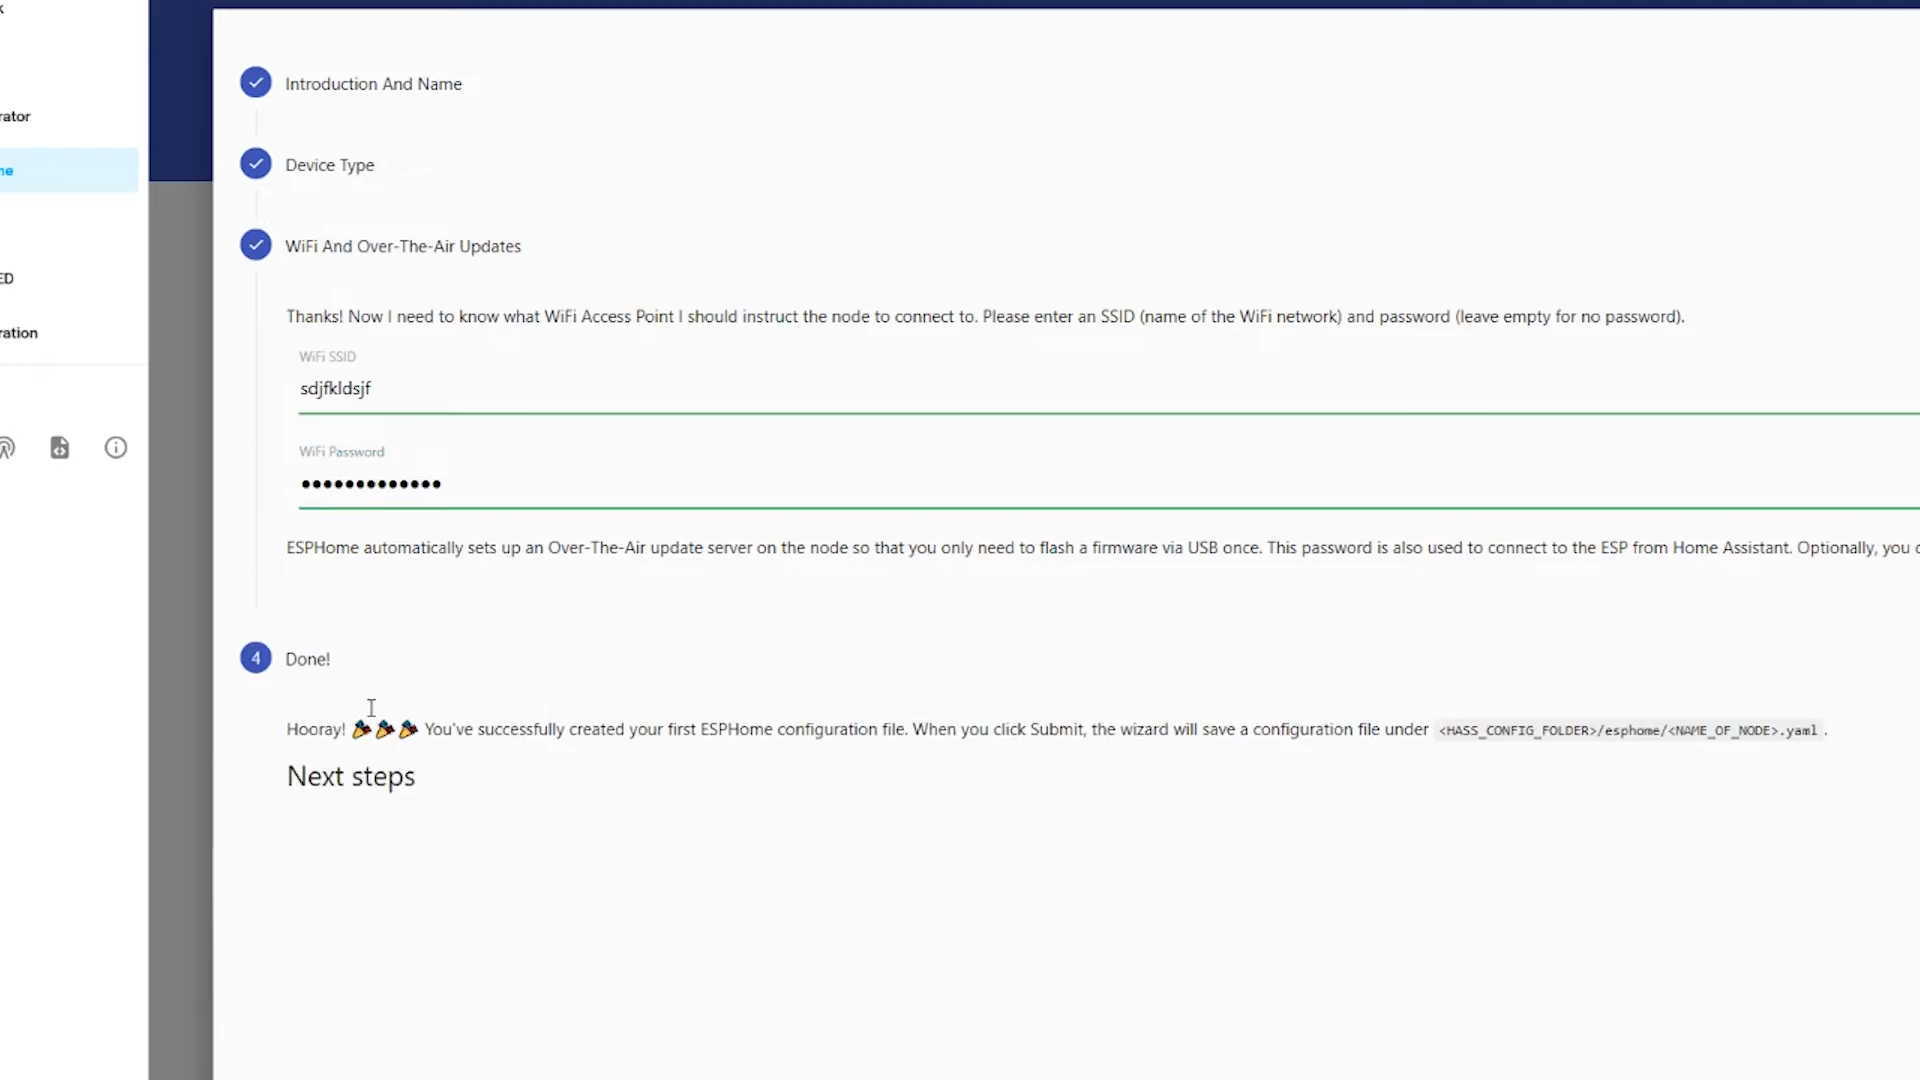 k
Introduction And Name
rator
Device Type
ne
WiFi And Over-The-Air Updates
ED
Thanks! Now I need to know what WiFi Access Point I should instruct the node to connect to. Please enter an SSID (name of the WiFi network) and password (leave empty for no password).
ration
WiFi SSID
sdjfkldsjf
WiFi Password
•••••••••••••
ESPHome automatically sets up an Over-The-Air update server on the node so that you only need to flash a firmware via USB once. This password is also used to connect to the ESP from Home Assistant. Optionally, you c
4 Done!
Hooray! 🎉🎉🎉 You've successfully created your first ESPHome configuration file. When you click Submit, the wizard will save a configuration file under <HASS_CONFIG_FOLDER>/esphome/<NAME_OF_NODE>.yaml .
Next steps